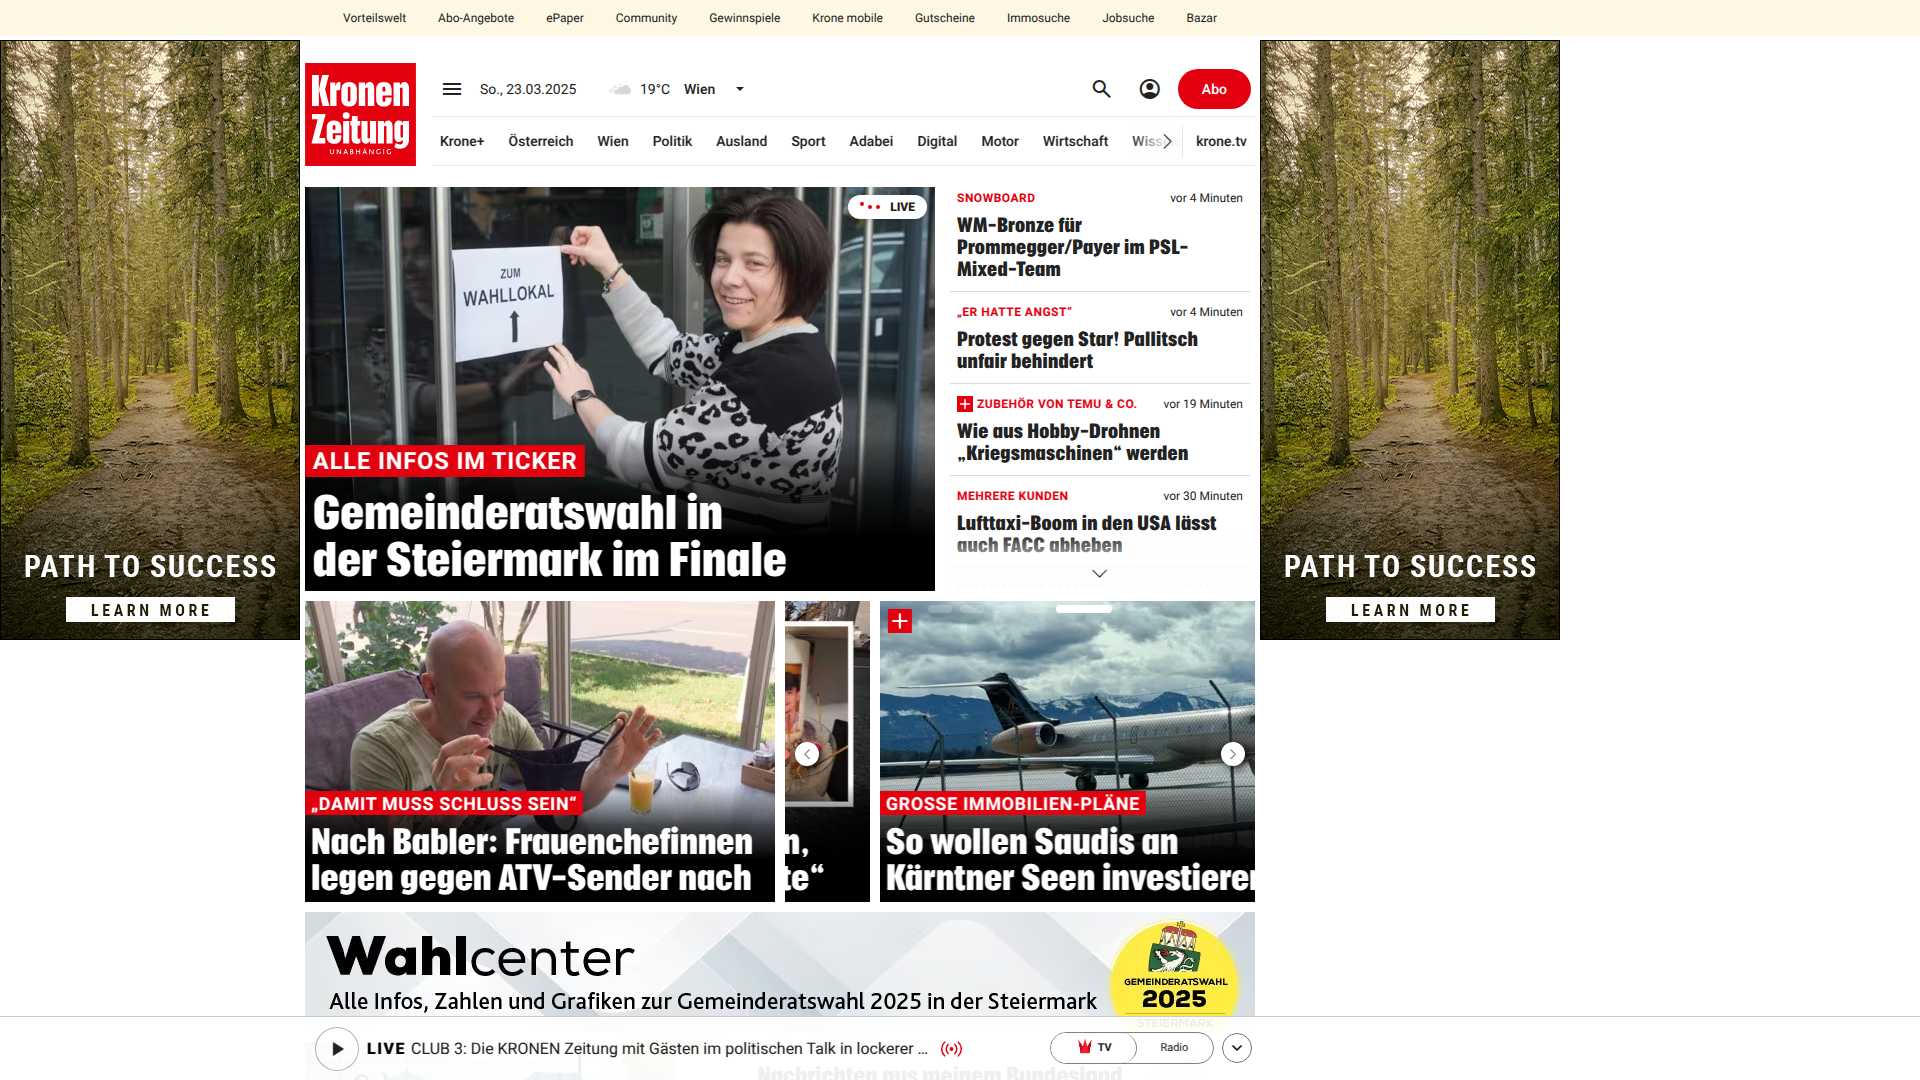 Vorteilswelt Abo-Angebote ePaper Community Gewinnspiele Krone mobile Gutscheine Immosuche Jobsuche Bazar
Kronen
Zeitung
UNABHÄNGIG
So., 23.03.2025 19°C Wien
Abo
Krone+ Österreich Wien Politik Ausland Sport Adabei Digital Motor Wirtschaft Wiss krone.tv
LIVE
ZUM
WAHLLOKAL
ALLE INFOS IM TICKER
Gemeinderatswahl in
der Steiermark im Finale
SNOWBOARD vor 4 Minuten
WM-Bronze für
Prommegger/Payer im PSL-
Mixed-Team
„ER HATTE ANGST“ vor 4 Minuten
Protest gegen Star! Pallitsch
unfair behindert
ZUBEHÖR VON TEMU & CO. vor 19 Minuten
Wie aus Hobby-Drohnen
„Kriegsmaschinen“ werden
MEHRERE KUNDEN vor 30 Minuten
Lufttaxi-Boom in den USA lässt
auch FACC abheben
PATH TO SUCCESS
LEARN MORE
PATH TO SUCCESS
LEARN MORE
„DAMIT MUSS SCHLUSS SEIN“
Nach Babler: Frauenchefinnen
legen gegen ATV-Sender nach
n,
te“
GROSSE IMMOBILIEN-PLÄNE
So wollen Saudis an
Kärntner Seen investieren
Wahlcenter
Alle Infos, Zahlen und Grafiken zur Gemeinderatswahl 2025 in der Steiermark
GEMEINDERATSWAHL
2025
STEIERMARK
LIVE CLUB 3: Die KRONEN Zeitung mit Gästen im politischen Talk in lockerer ...
TV Radio
Nachrichten aus meinem Bundesland